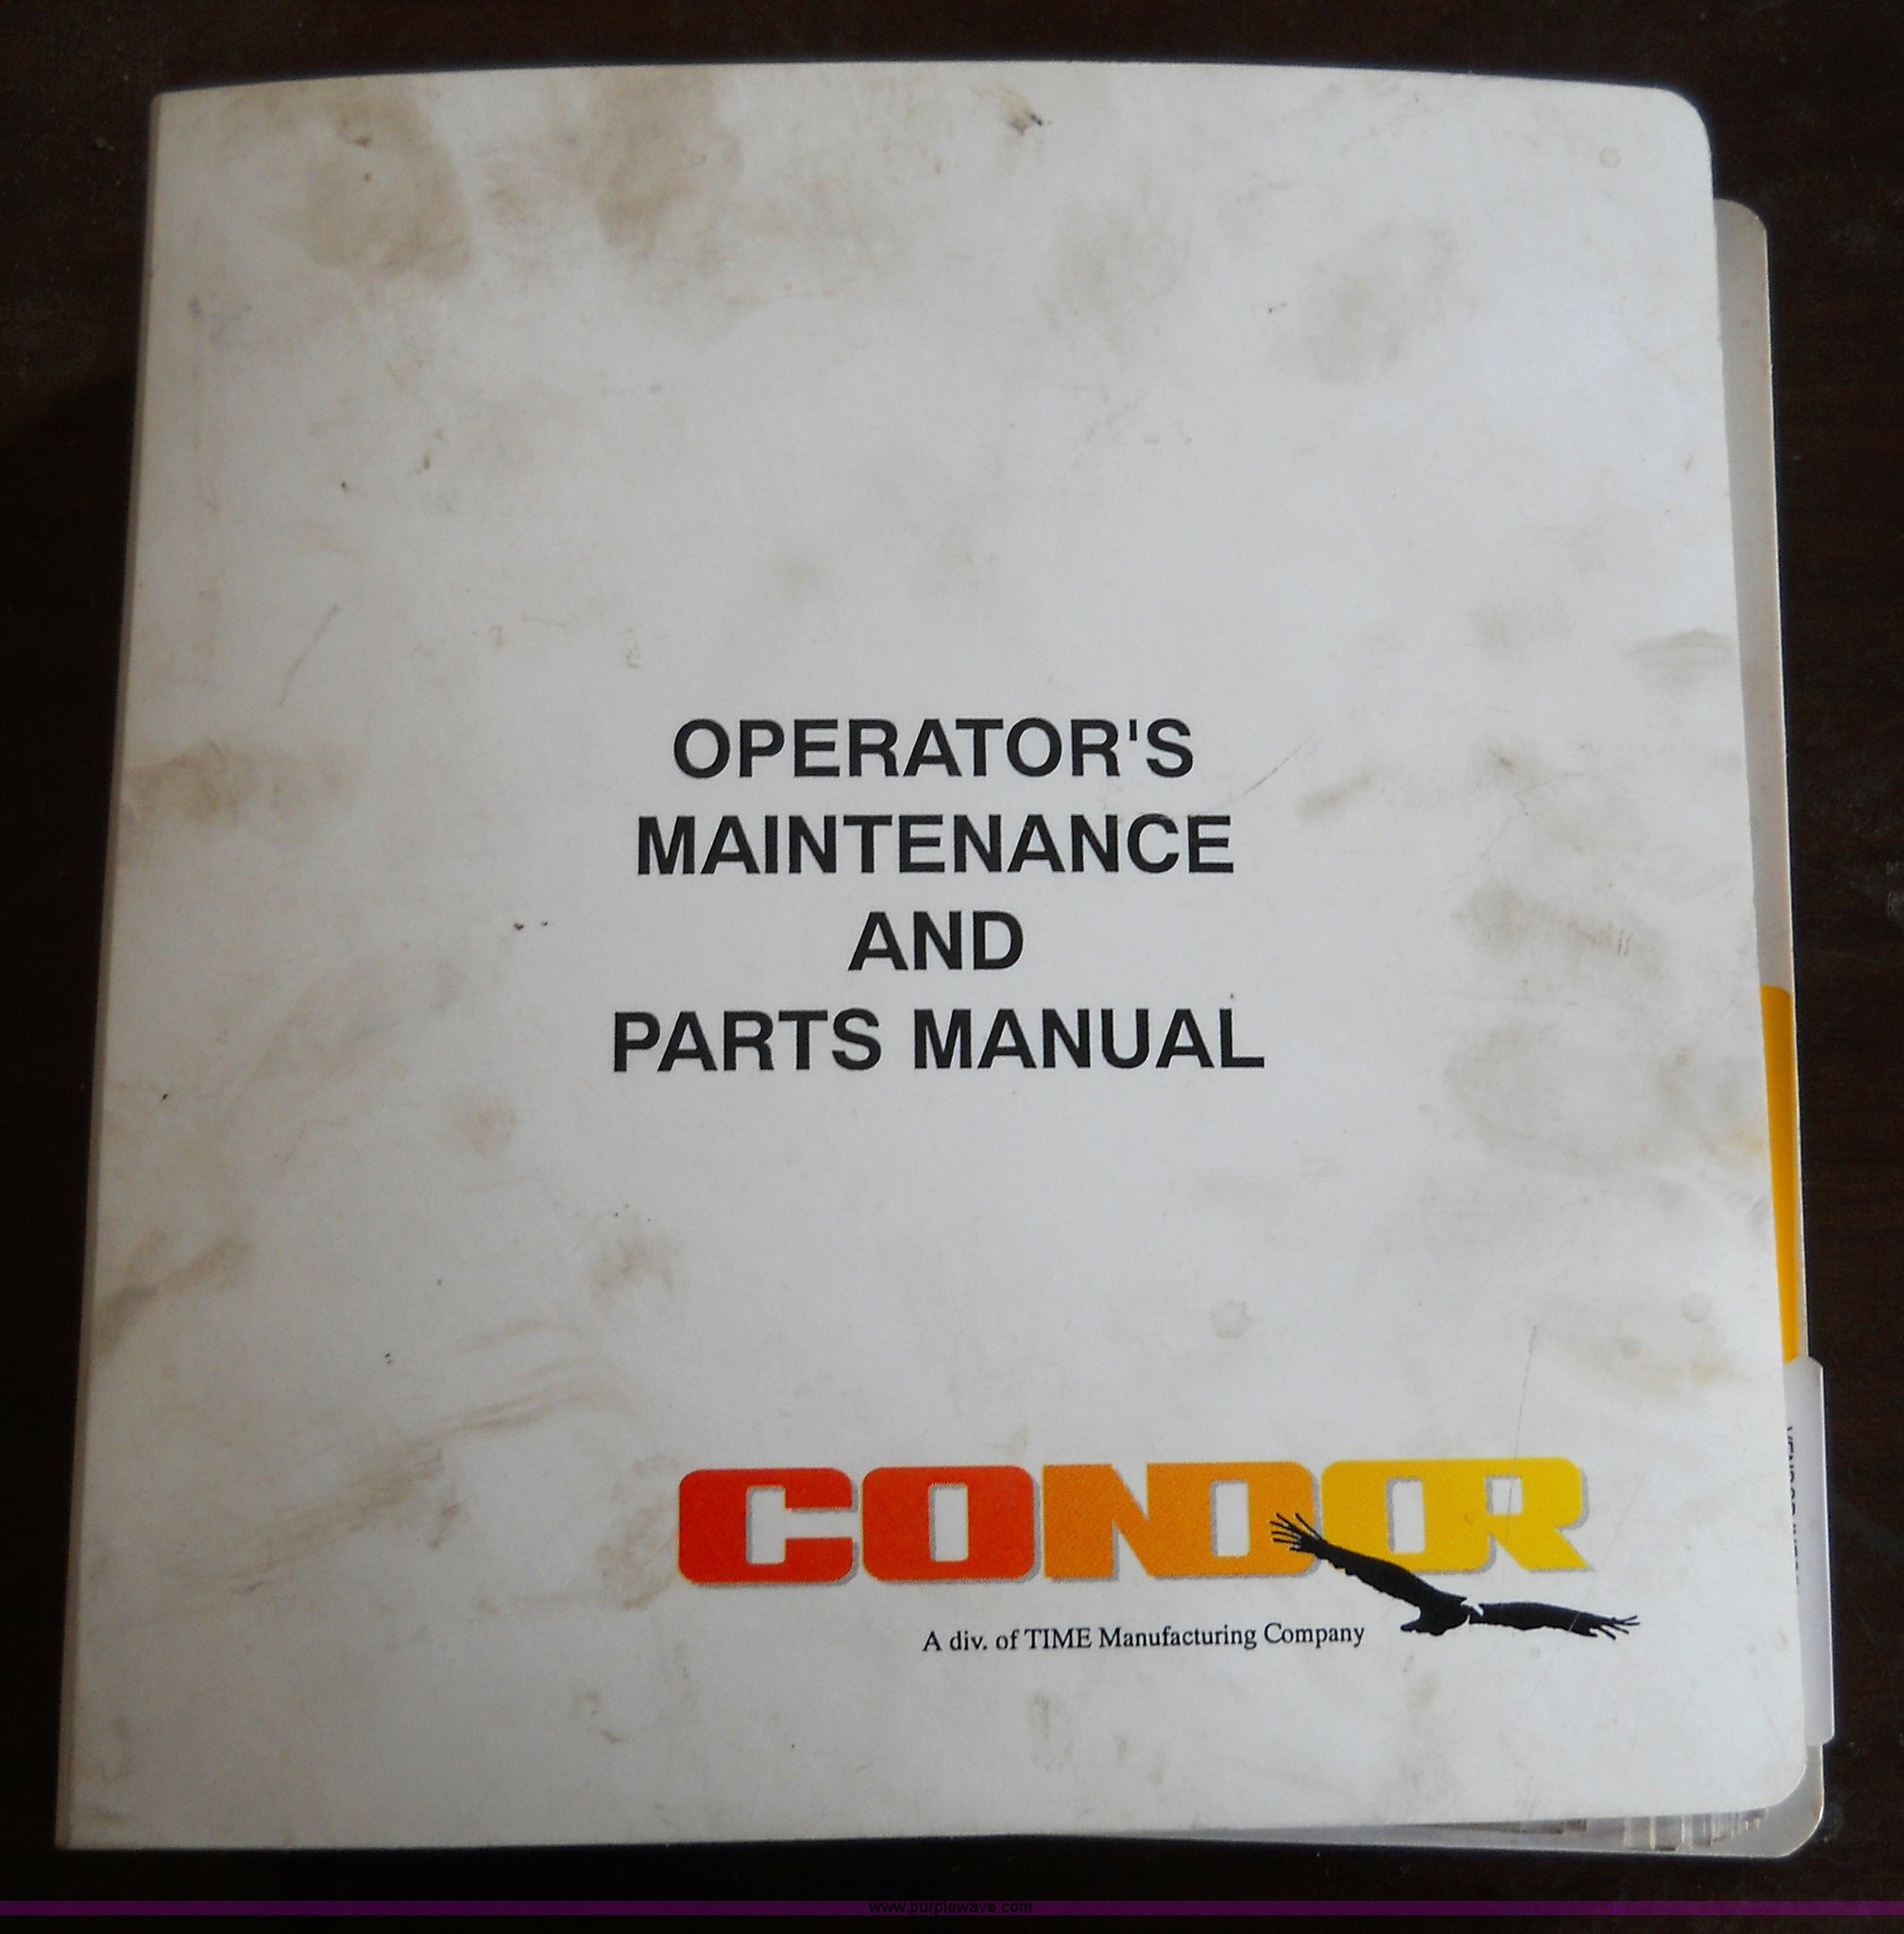 OPERATOR'S
MAINTENANCE
AND
PARTS MANUAL
CONDOR
A div. of TIME Manufacturing Company
www.purplewave.com